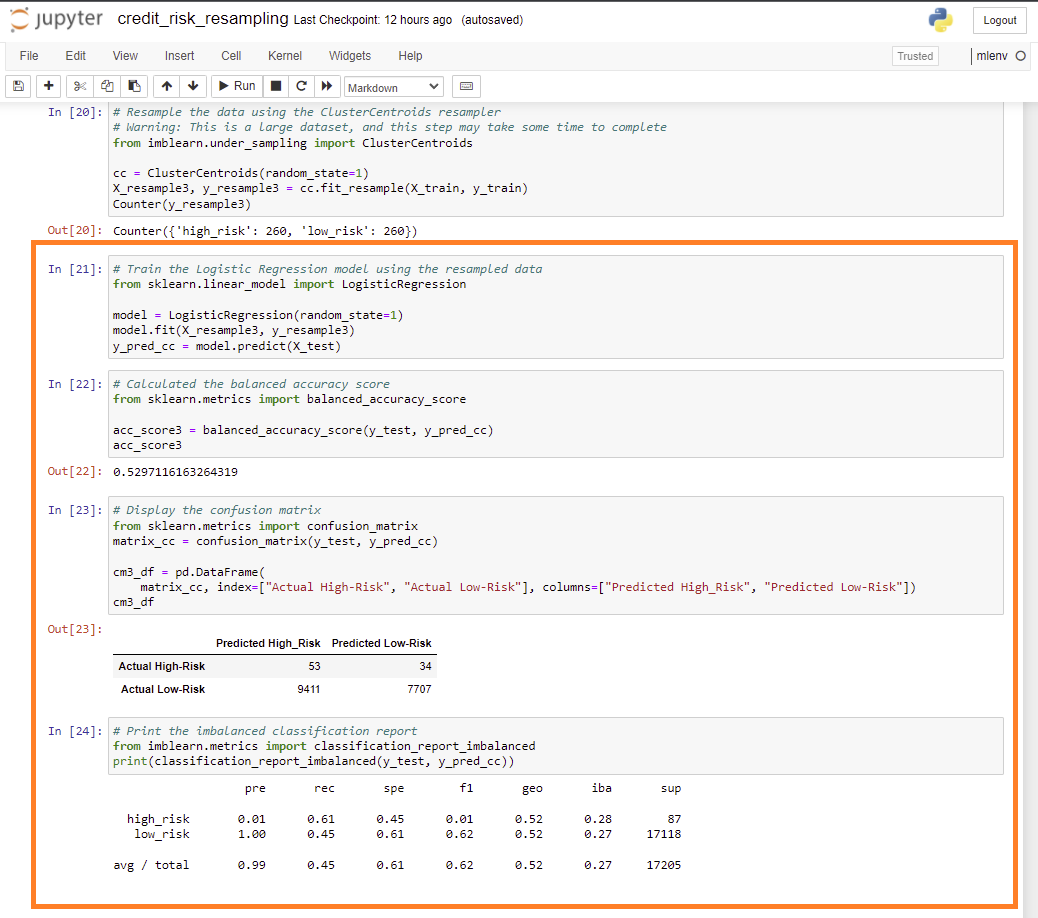 jupyter credit_risk_resampling Last Checkpoint: 12 hours ago (autosaved)
Logout
File Edit View Insert Cell Kernel Widgets Help
Trusted
mlenv
Run
Markdown
In [20]:
# Resample the data using the ClusterCentroids resampler
# Warning: This is a large dataset, and this step may take some time to complete
from imblearn.under_sampling import ClusterCentroids
cc = ClusterCentroids(random_state=1)
X_resample3, y_resample3 = cc.fit_resample(X_train, y_train)
Counter(y_resample3)
Out[20]: Counter({'high_risk': 260, 'low_risk': 260})
In [21]:
# Train the Logistic Regression model using the resampled data
from sklearn.linear_model import LogisticRegression
model = LogisticRegression(random_state=1)
model.fit(X_resample3, y_resample3)
y_pred_cc = model.predict(X_test)
In [22]:
# Calculated the balanced accuracy score
from sklearn.metrics import balanced_accuracy_score
acc_score3 = balanced_accuracy_score(y_test, y_pred_cc)
acc_score3
Out[22]: 0.5297116163264319
In [23]:
# Display the confusion matrix
from sklearn.metrics import confusion_matrix
matrix_cc = confusion_matrix(y_test, y_pred_cc)
cm3_df = pd.DataFrame(
matrix_cc, index=["Actual High-Risk", "Actual Low-Risk"], columns=["Predicted High_Risk", "Predicted Low-Risk"])
cm3_df
Out[23]:
Predicted High_Risk Predicted Low-Risk
Actual High-Risk 53 34
Actual Low-Risk 9411 7707
In [24]:
# Print the imbalanced classification report
from imblearn.metrics import classification_report_imbalanced
print(classification_report_imbalanced(y_test, y_pred_cc))
pre rec spe f1 geo iba sup
high_risk 0.01 0.61 0.45 0.01 0.52 0.28 87
low_risk 1.00 0.45 0.61 0.62 0.52 0.27 17118
avg / total 0.99 0.45 0.61 0.62 0.52 0.27 17205